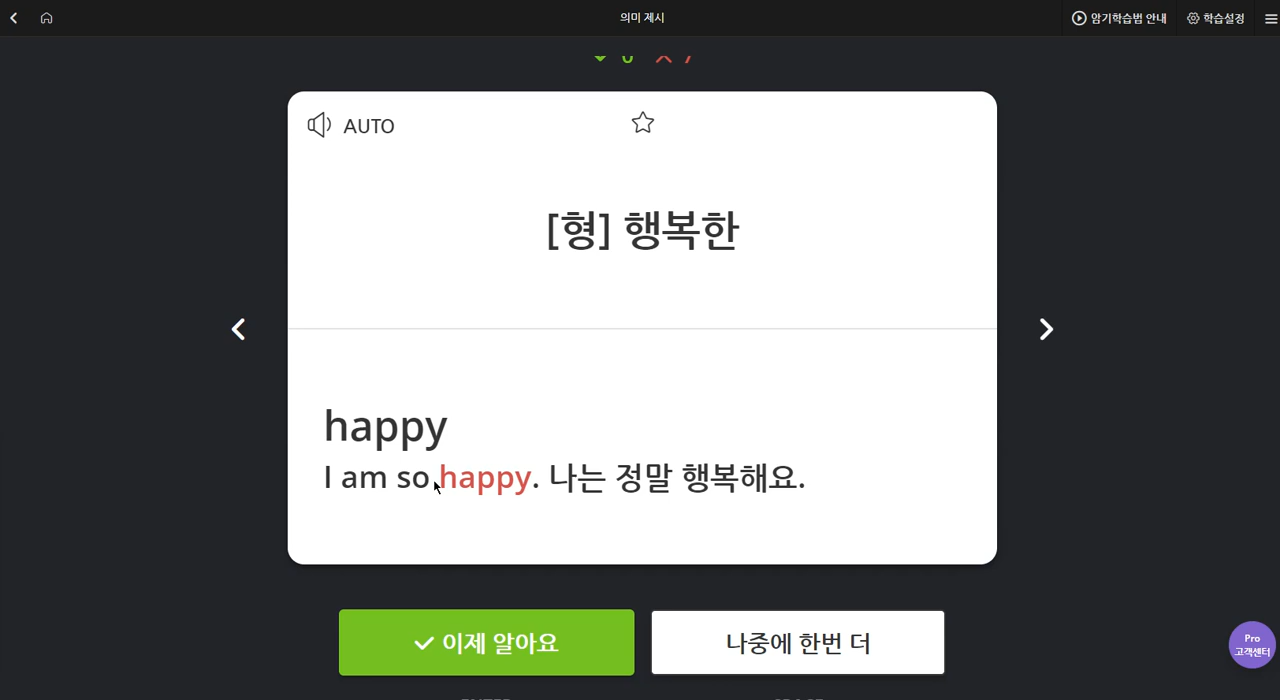 의미 제시
암기학습법 안내
학습설정
AUTO
[형] 행복한
happy
I am so happy. 나는 정말 행복해요.
이제 알아요
나중에 한번 더
Pro
고객센터